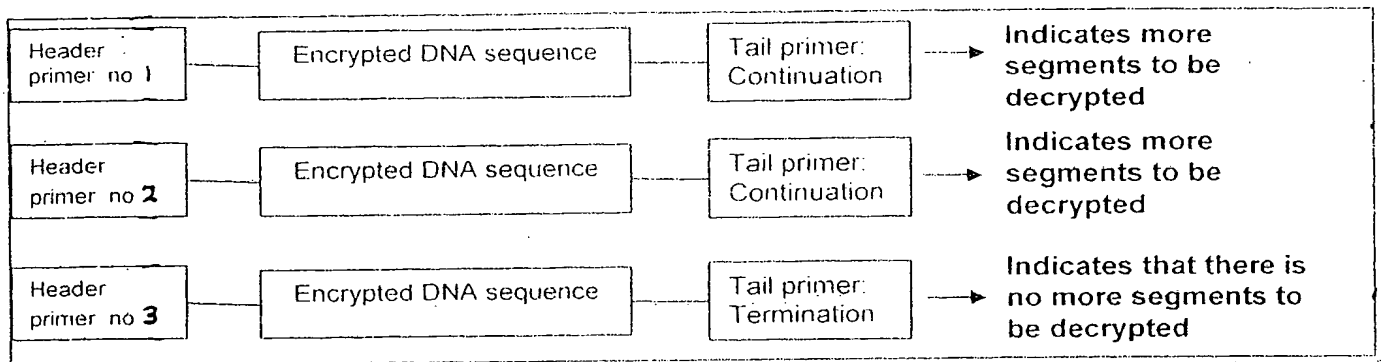 Header
primer no 1
Encrypted DNA sequence
Tail primer:
Continuation
Indicates more
segments to be
decrypted
Header
primer no 2
Encrypted DNA sequence
Tail primer:
Continuation
Indicates more
segments to be
decrypted
Header
primer no 3
Encrypted DNA sequence
Tail primer:
Termination
Indicates that there is
no more segments to
be decrypted